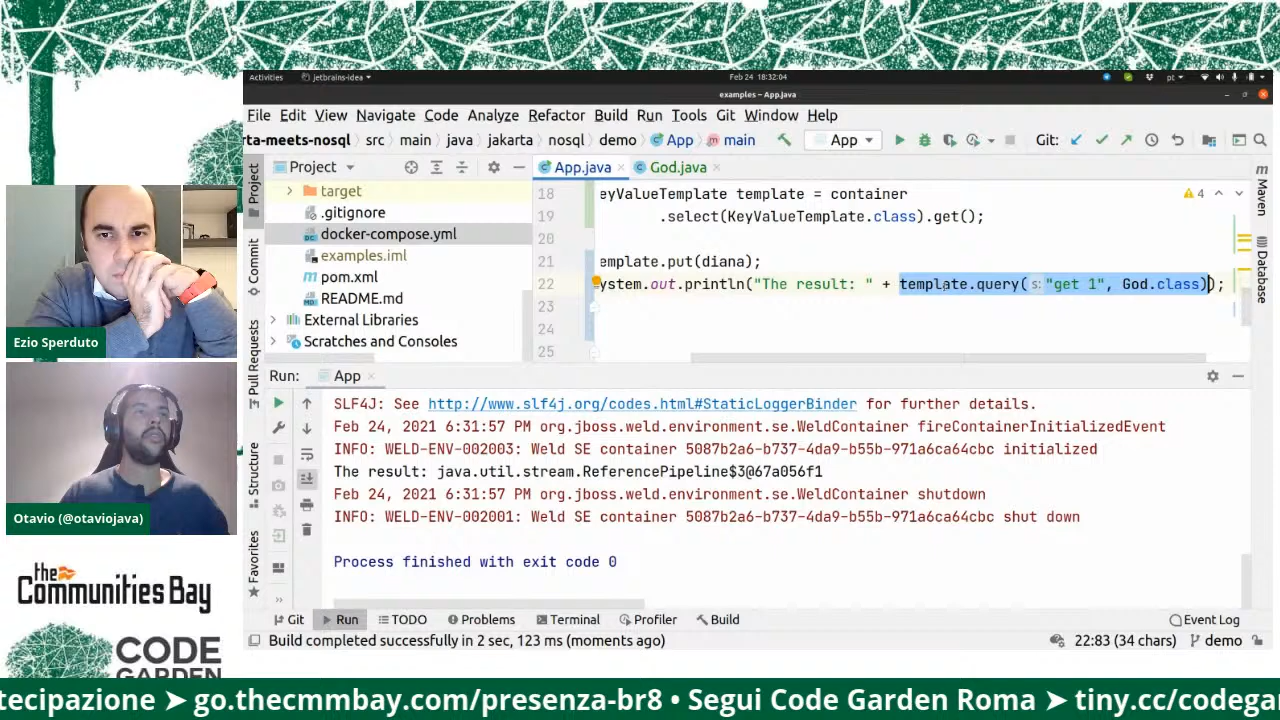 Activities jetbrains-idea Feb 24 18:32:04 pt
examples – App.java
File Edit View Navigate Code Analyze Refactor Build Run Tools Git Window Help
rta-meets-nosql src main java jakarta nosql demo App main App Git:
Project Project App.java God.java Maven
target 18 eyValueTemplate template = container 4
.gitignore 19 .select(KeyValueTemplate.class).get();
docker-compose.yml 20
examples.iml 21 emplate.put(diana);
pom.xml 22 ystem.out.println("The result: " + template.query( s: "get 1", God.class));
README.md 23
External Libraries 24
Scratches and Consoles 25
Commit
Pull Requests
Database
Run: App
SLF4J: See http://www.slf4j.org/codes.html#StaticLoggerBinder for further details.
Feb 24, 2021 6:31:57 PM org.jboss.weld.environment.se.WeldContainer fireContainerInitializedEvent
INFO: WELD-ENV-002003: Weld SE container 5087b2a6-b737-4da9-b55b-971a6ca64cbc initialized
The result: java.util.stream.ReferencePipeline$3@67a056f1
Feb 24, 2021 6:31:57 PM org.jboss.weld.environment.se.WeldContainer shutdown
INFO: WELD-ENV-002001: Weld SE container 5087b2a6-b737-4da9-b55b-971a6ca64cbc shut down
Process finished with exit code 0
Structure
Favorites
Git Run TODO Problems Terminal Profiler Build Event Log
Build completed successfully in 2 sec, 123 ms (moments ago) 22:83 (34 chars) demo
Ezio Sperduto
Otavio (@otaviojava)
the
Communities Bay
CODE
GARDEN
tecipazione ➤ go.thecmmbay.com/presenza-br8 • Segui Code Garden Roma ➤ tiny.cc/codega